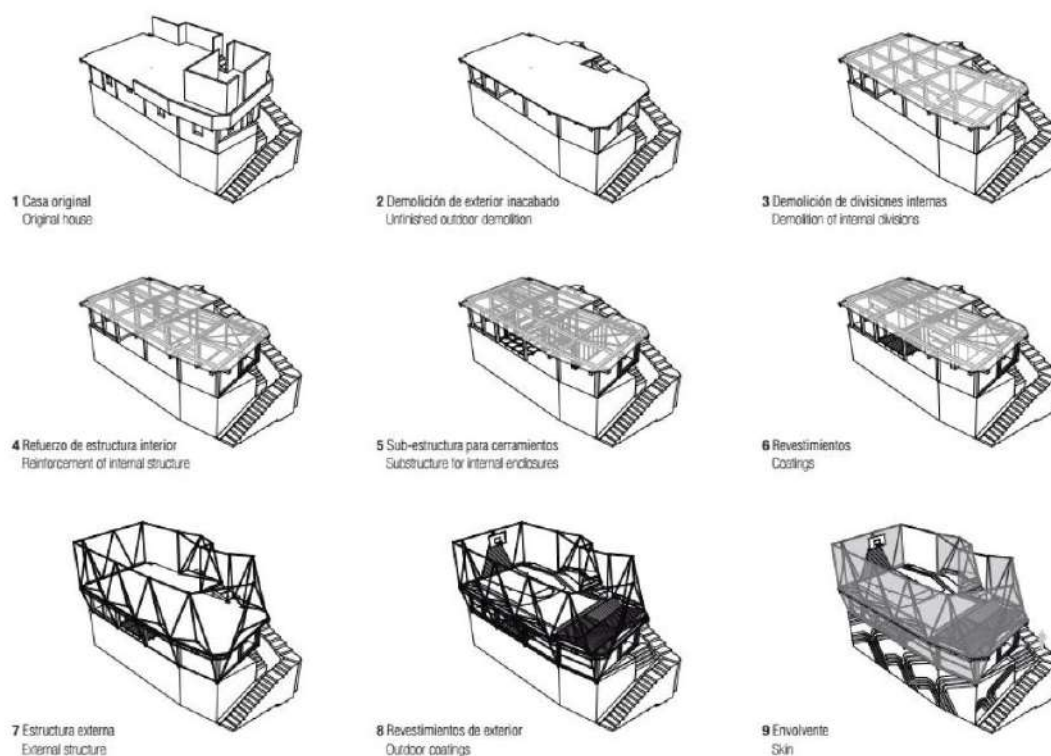 1 Casa original
Original house
2 Demolición de exterior inacabado
Unfinished outdoor demolition
3 Demolición de divisiones internas
Demolition of internal divisions
4 Refuerzo de estructura interior
Reinforcement of internal structure
5 Sub-estructura para cerramientos
Substructure for internal enclosures
6 Revestimientos
Coatings
7 Estructura externa
External structure
8 Revestimientos de exterior
Outdoor coatings
9 Envolvente
Skin